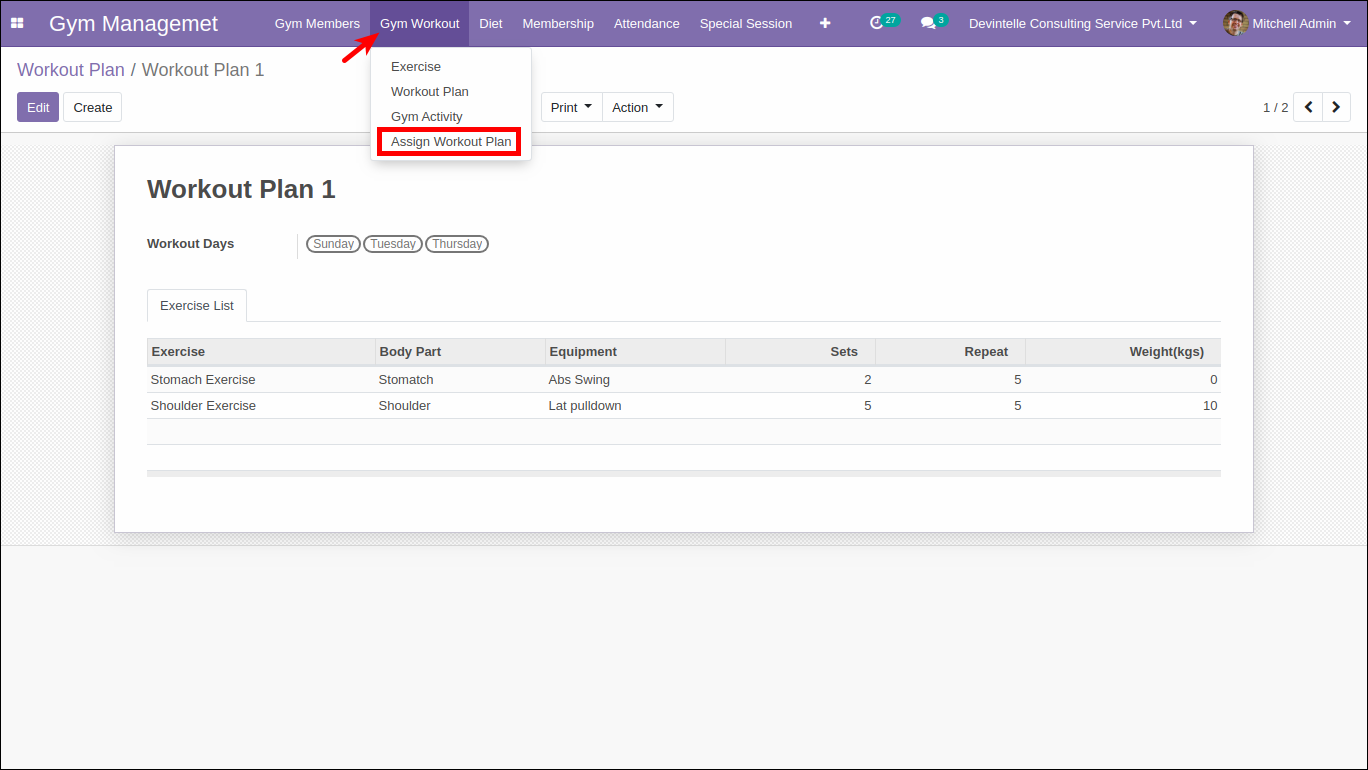 Gym Managemet Gym Members Gym Workout Diet Membership Attendance Special Session 27 3 Devintelle Consulting Service Pvt.Ltd Mitchell Admin
Workout Plan / Workout Plan 1
Exercise
Workout Plan
Gym Activity
Assign Workout Plan
Edit Create Print Action 1 / 2
Workout Plan 1
Workout Days Sunday Tuesday Thursday
Exercise List
Exercise Body Part Equipment Sets Repeat Weight(kgs)
Stomach Exercise Stomatch Abs Swing 2 5 0
Shoulder Exercise Shoulder Lat pulldown 5 5 10